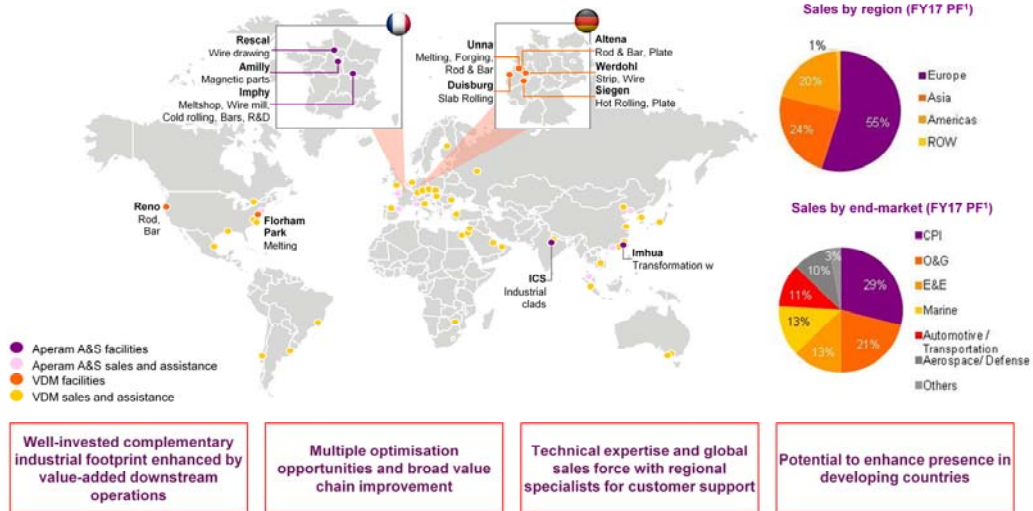 Rescal
Wire drawing
Amilly
Magnetic parts
Imphy
Meltshop, Wire mill,
Cold rolling, Bars, R&D
Unna
Melting, Forging,
Rod & Bar
Duisburg
Slab Rolling
Altena
Rod & Bar, Plate
Werdohl
Strip, Wire
Siegen
Hot Rolling, Plate
Reno
Rod,
Bar
Florham
Park
Melting
ICS
Industrial
clads
Imhua
Transformation w
Aperam A&S facilities
Aperam A&S sales and assistance
VDM facilities
VDM sales and assistance
Sales by region (FY17 PF¹)
1%
20%
24%
55%
Europe
Asia
Americas
ROW
Sales by end-market (FY17 PF¹)
3%
10%
11%
13%
13%
21%
29%
CPI
O&G
E&E
Marine
Automotive /
Transportation
Aerospace/ Defense
Others
Well-invested complementary
industrial footprint enhanced by
value-added downstream
operations
Multiple optimisation
opportunities and broad value
chain improvement
Technical expertise and global
sales force with regional
specialists for customer support
Potential to enhance presence in
developing countries